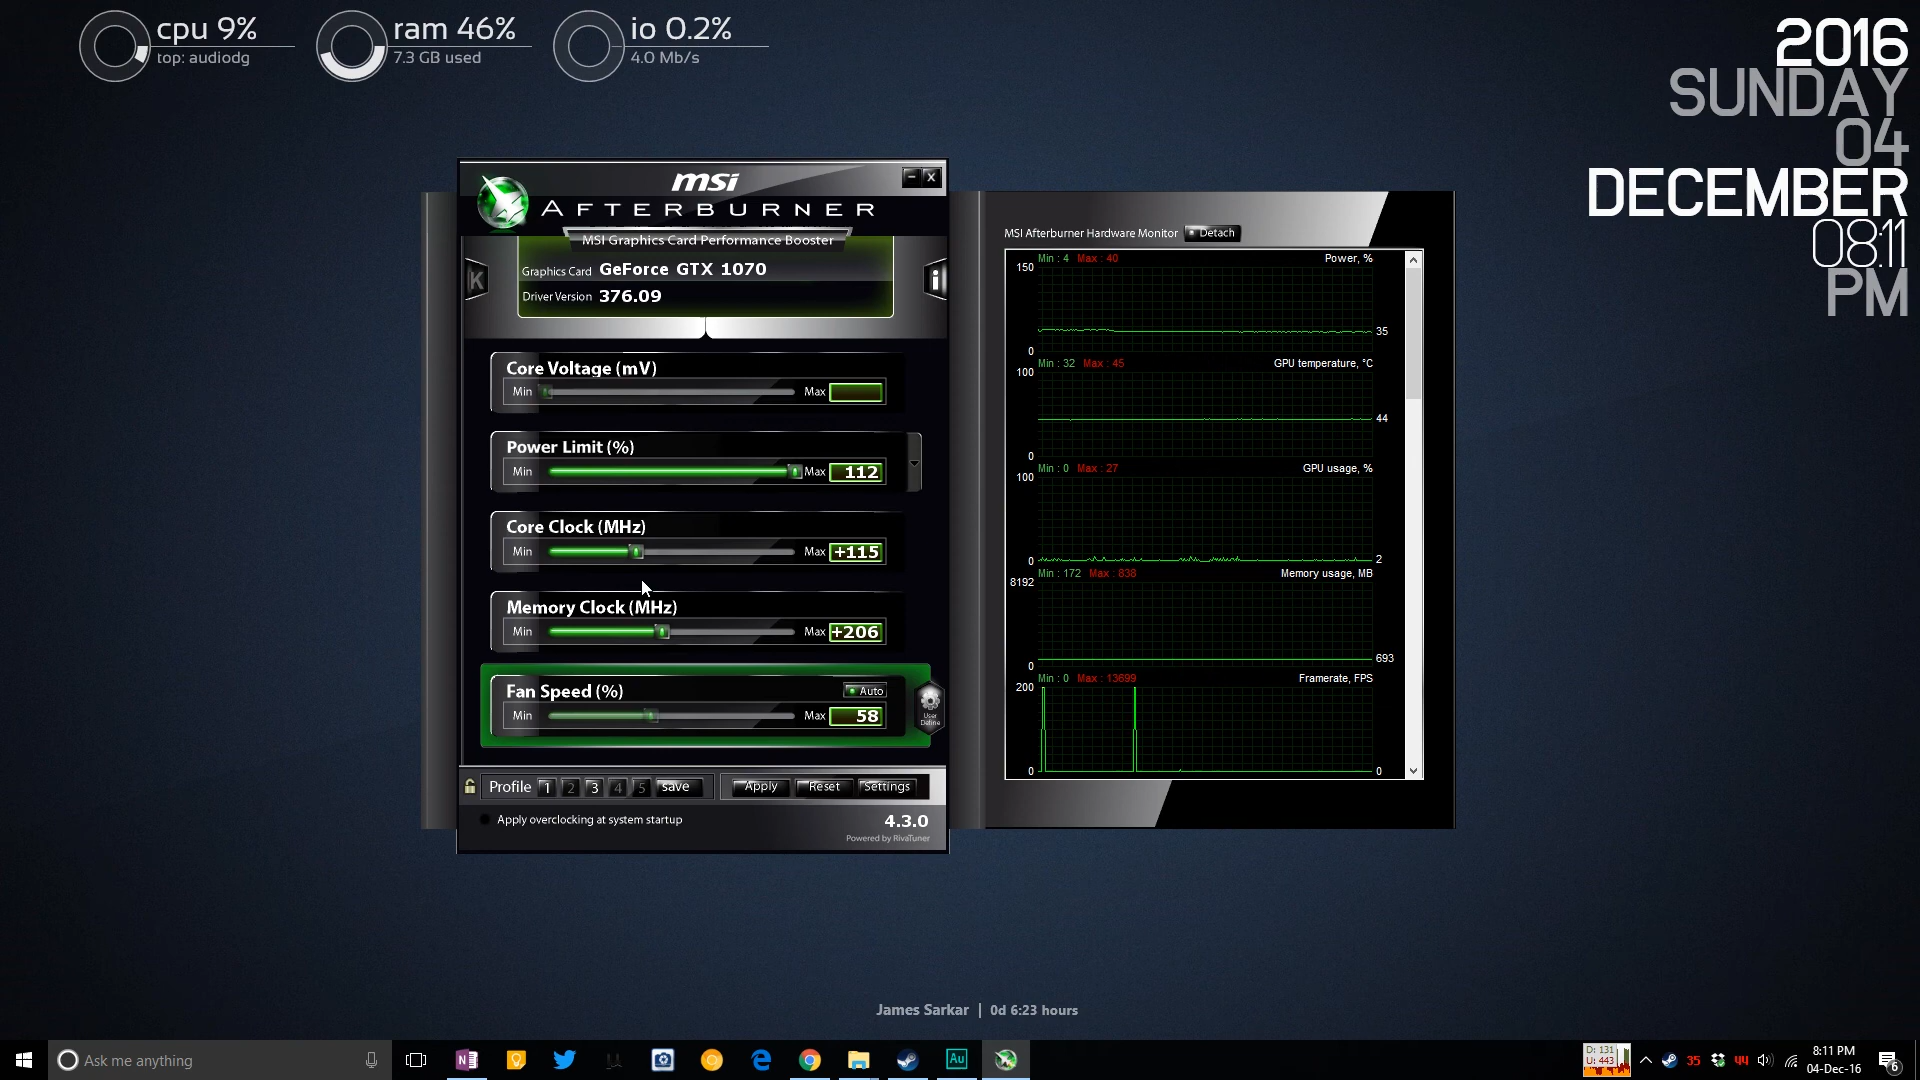 cpu 9%
top: audiodg
ram 46%
7.3 GB used
io 0.2%
4.0 Mb/s
2016
SUNDAY
04
DECEMBER
08:11
PM
msi
AFTERBURNER
MSI Graphics Card Performance Booster
K
i
Graphics Card GeForce GTX 1070
Driver Version 376.09
Core Voltage (mV)
Min Max
Power Limit (%)
Min Max 112
Core Clock (MHz)
Min Max +115
Memory Clock (MHz)
Min Max +206
Fan Speed (%) Auto
Min Max 58
User Define
Profile 1 2 3 4 5 save Apply Reset Settings
Apply overclocking at system startup
4.3.0
Powered by RivaTuner
MSI Afterburner Hardware Monitor Detach
Min : 4 Max : 40 Power, %
150
35
0
Min : 32 Max : 45 GPU temperature, °C
100
44
0
Min : 0 Max : 27 GPU usage, %
100
2
0
Min : 172 Max : 838 Memory usage, MB
8192
693
0
Min : 0 Max : 13699 Framerate, FPS
200
0
0
James Sarkar | 0d 6:23 hours
Ask me anything
N
Au
D: 131
U: 443
35
44
8:11 PM
04-Dec-16
6